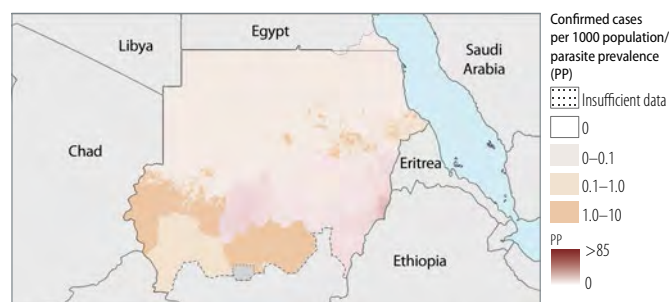 Libya
Egypt
Saudi
Arabia
Chad
Eritrea
Ethiopia
Confirmed cases
per 1000 population/
parasite prevalence
(PP)
Insufficient data
0
0–0.1
0.1–1.0
1.0–10
PP
>85
0